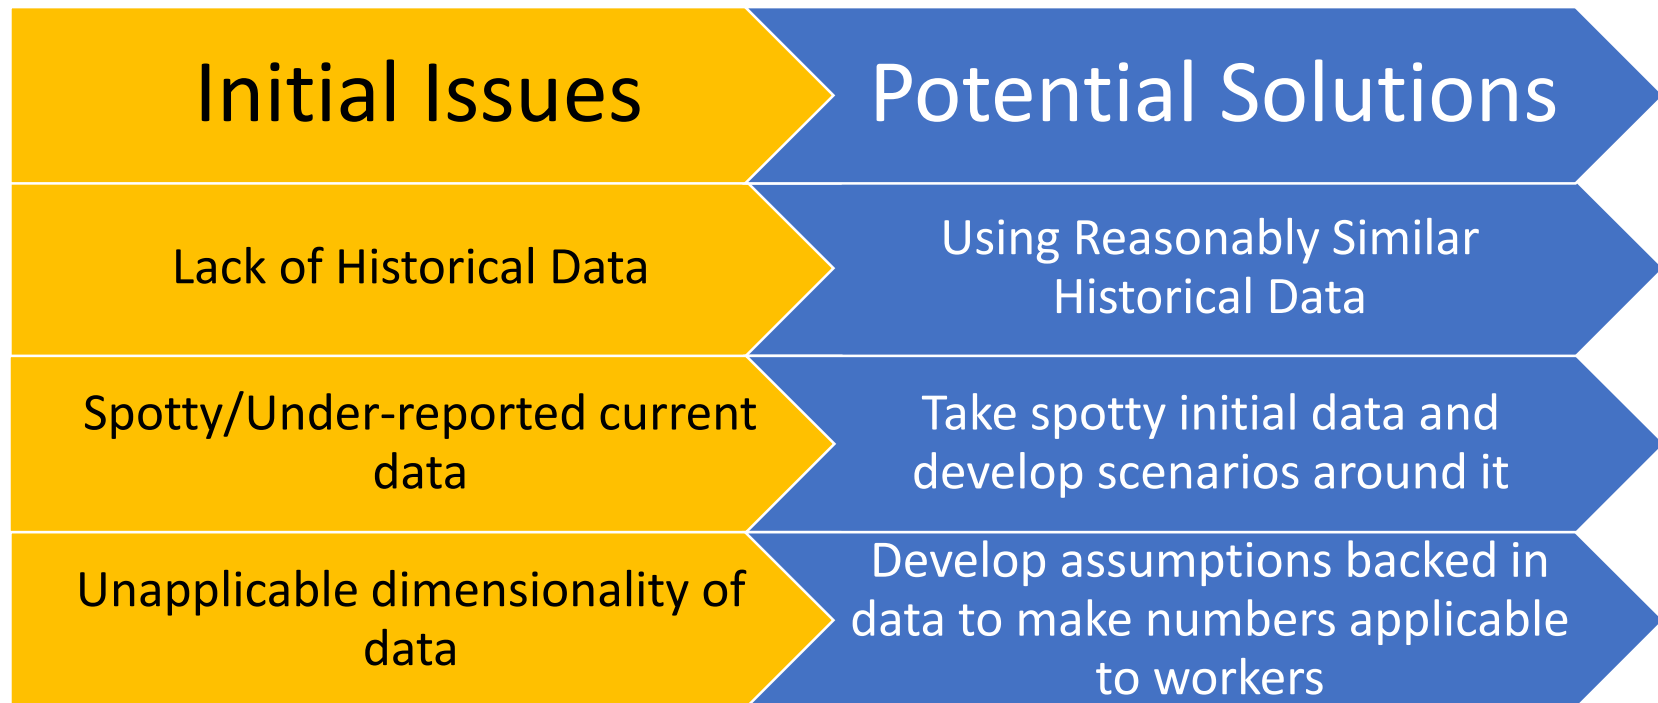 Initial Issues
Potential Solutions
Lack of Historical Data
Using Reasonably Similar
Historical Data
Spotty/Under-reported current
data
Take spotty initial data and
develop scenarios around it
Unapplicable dimensionality of
data
Develop assumptions backed in
data to make numbers applicable
to workers